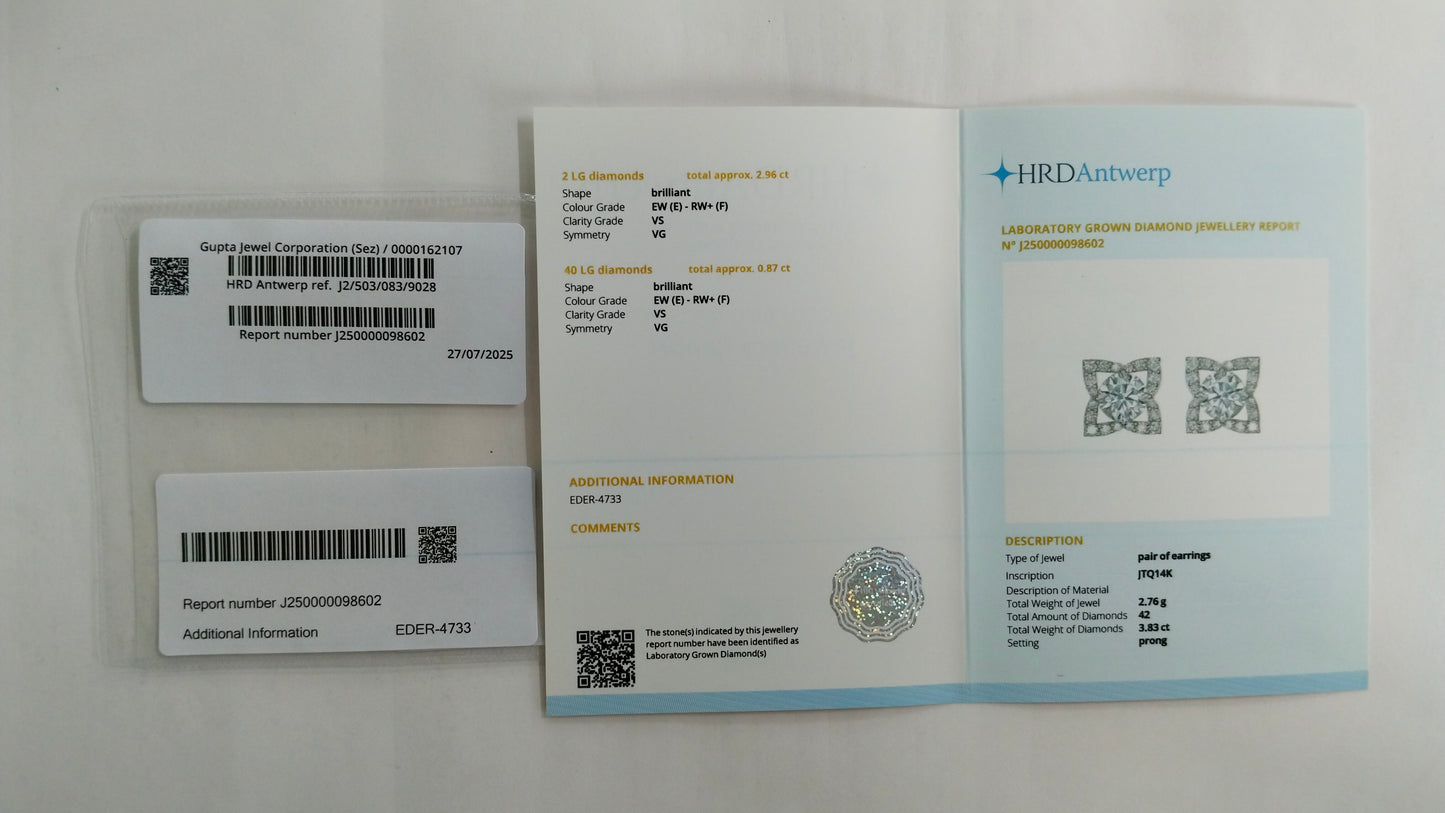 Gupta Jewel Corporation (Sez) / 0000162107
HRD Antwerp ref. J2/503/083/9028
Report number J250000098602
27/07/2025
Report number J250000098602
Additional Information EDER-4733
2 LG diamonds total approx. 2.96 ct
Shape brilliant
Colour Grade EW (E) - RW+ (F)
Clarity Grade VS
Symmetry VG
40 LG diamonds total approx. 0.87 ct
Shape brilliant
Colour Grade EW (E) - RW+ (F)
Clarity Grade VS
Symmetry VG
ADDITIONAL INFORMATION
EDER-4733
COMMENTS
The stone(s) indicated by this jewellery
report number have been identified as
Laboratory Grown Diamond(s)
HRDAntwerp
LABORATORY GROWN DIAMOND JEWELLERY REPORT
N° J250000098602
DESCRIPTION
Type of Jewel pair of earrings
Inscription JTQ14K
Description of Material
Total Weight of Jewel 2.76 g
Total Amount of Diamonds 42
Total Weight of Diamonds 3.83 ct
Setting prong